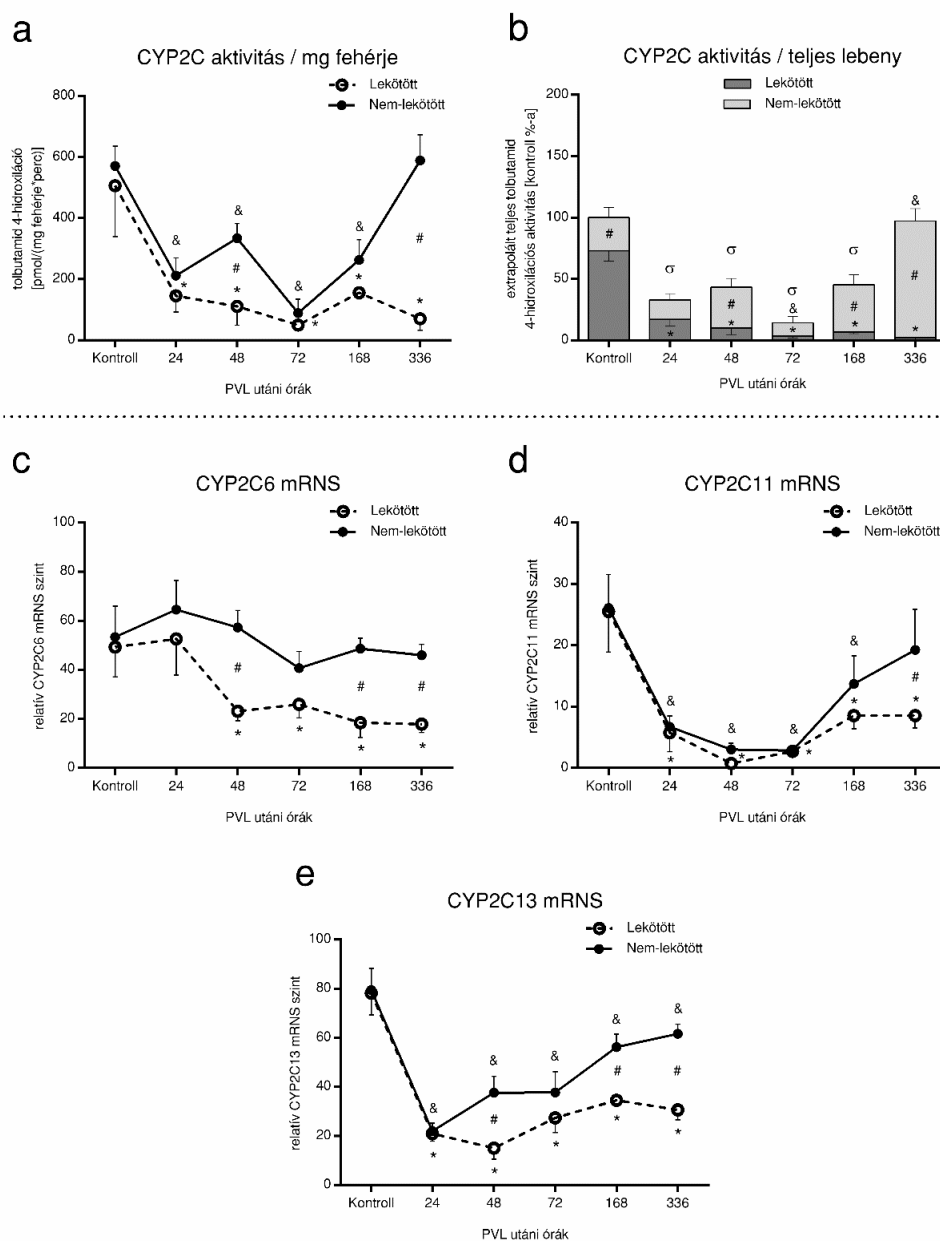 a
CYP2C aktivitás / mg fehérje
Lekötött
Nem-lekötött
tolbutamid 4-hidroxiláció
[pmol/(mg fehérje*perc)]
800
600
400
200
0
& & & &
# #
* * * * *
Kontroll 24 48 72 168 336
PVL utáni órák
b
CYP2C aktivitás / teljes lebeny
Lekötött
Nem-lekötött
extrapolált teljes tolbutamid
4-hidroxilációs aktivitás [kontroll %-a]
200
150
100
50
0
σ σ σ σ
& &
# # # #
* * * * *
Kontroll 24 48 72 168 336
PVL utáni órák
c
CYP2C6 mRNS
Lekötött
Nem-lekötött
relatív CYP2C6 mRNS szint
100
80
60
40
20
0
# # #
* * * *
Kontroll 24 48 72 168 336
PVL utáni órák
d
CYP2C11 mRNS
Lekötött
Nem-lekötött
relatív CYP2C11 mRNS szint
40
30
20
10
0
& & & &
#
* * * * *
Kontroll 24 48 72 168 336
PVL utáni órák
e
CYP2C13 mRNS
Lekötött
Nem-lekötött
relatív CYP2C13 mRNS szint
100
80
60
40
20
0
& & & & &
# # #
* * * * *
Kontroll 24 48 72 168 336
PVL utáni órák